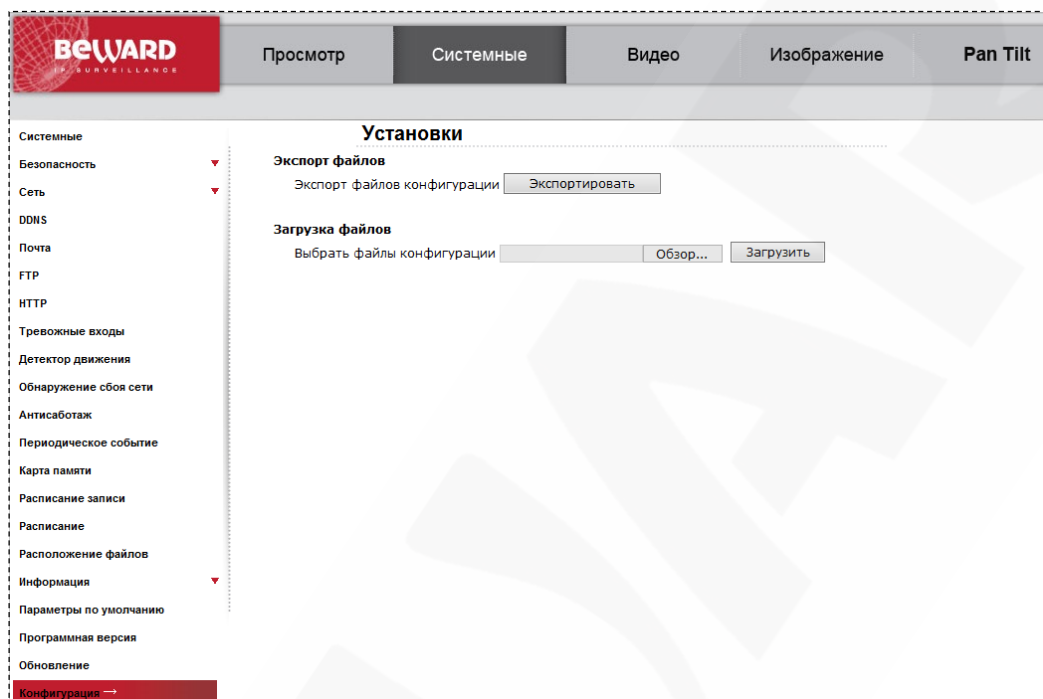 BEWARD
IP SURVEILLANCE
Просмотр
Системные
Видео
Изображение
Pan Tilt
Системные
Безопасность
Сеть
DDNS
Почта
FTP
HTTP
Тревожные входы
Детектор движения
Обнаружение сбоя сети
Антисаботаж
Периодическое событие
Карта памяти
Расписание записи
Расписание
Расположение файлов
Информация
Параметры по умолчанию
Программная версия
Обновление
Конфигурация →
Установки
Экспорт файлов
Экспорт файлов конфигурации Экспортировать
Загрузка файлов
Выбрать файлы конфигурации Обзор... Загрузить